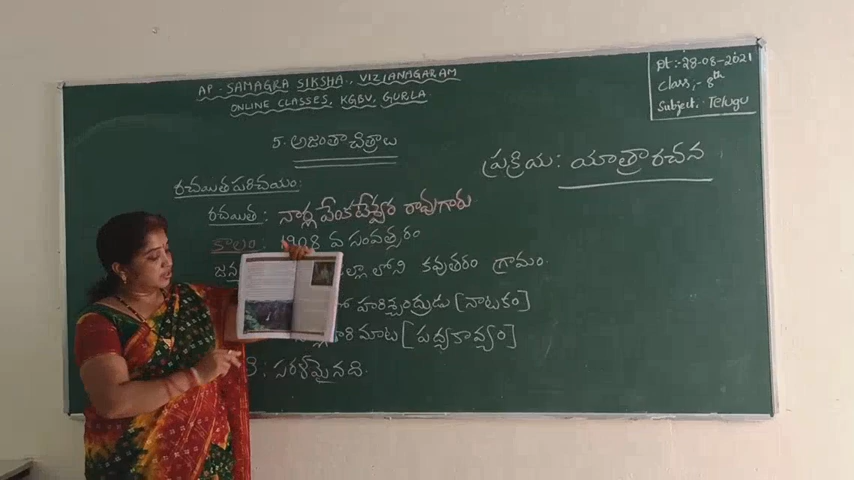 AP. SAMAGRA SIKSHA., VIZIANAGARAM
ONLINE CLASSES, KGBV, GURLA
Dt:-28-08-2021
Class:- 8th
Subject:- Telugu
5. అజంతా చిత్రాలు
ప్రక్రియ: యాత్రారచన
రచయిత పరిచయం:
రచయిత : నార్ల వేంకటేశ్వర రావుగారు
కాలం : 1908 వ సంవత్సరం
లోని కవుతరం గ్రామం.
హరిశ్చంద్రుడు [నాటకం]
మాట [పద్యకావ్యం]
: సరళమైనది.